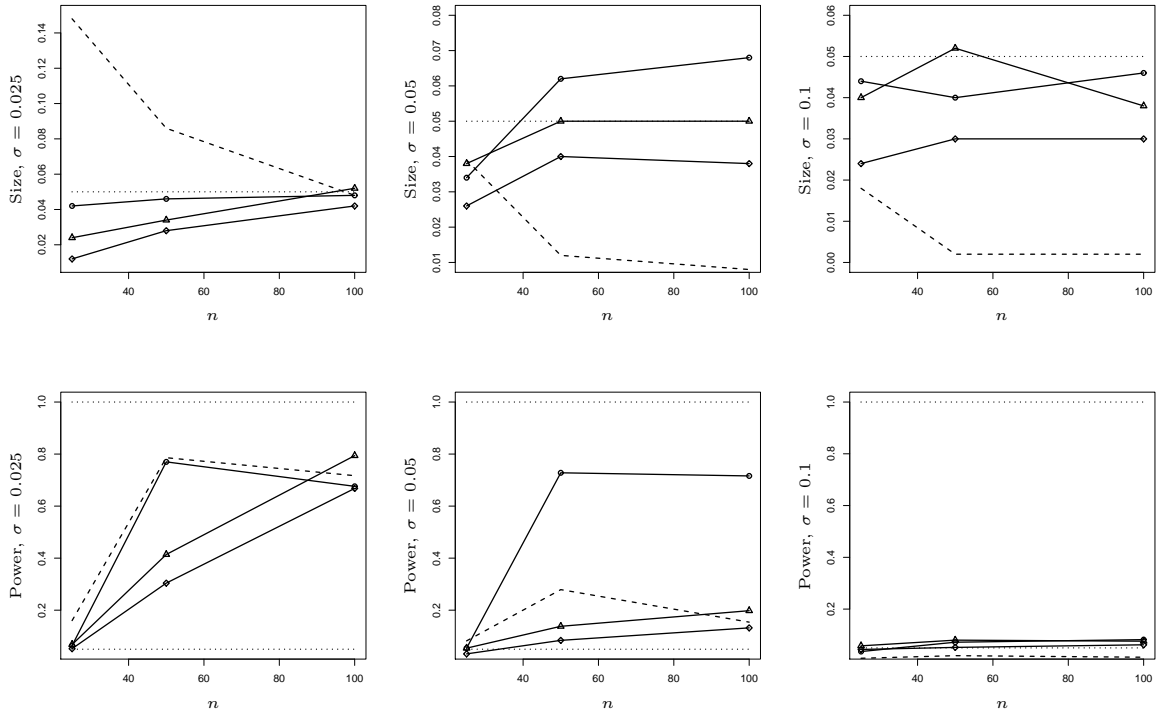 Size, σ = 0.025
0.02 0.04 0.06 0.08 0.10 0.12 0.14
40 60 80 100
n
Size, σ = 0.05
0.01 0.02 0.03 0.04 0.05 0.06 0.07 0.08
40 60 80 100
n
Size, σ = 0.1
0.00 0.01 0.02 0.03 0.04 0.05 0.06
40 60 80 100
n
Power, σ = 0.025
0.2 0.4 0.6 0.8 1.0
40 60 80 100
n
Power, σ = 0.05
0.2 0.4 0.6 0.8 1.0
40 60 80 100
n
Power, σ = 0.1
0.2 0.4 0.6 0.8 1.0
40 60 80 100
n